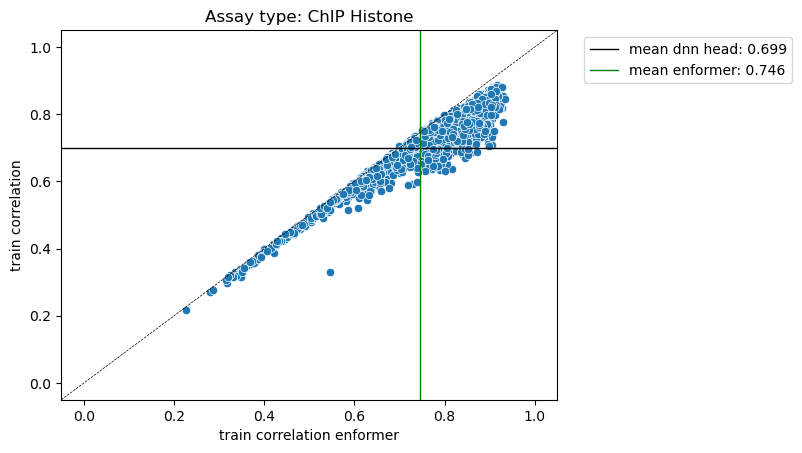 Assay type: ChIP Histone
mean dnn head: 0.699
mean enformer: 0.746
train correlation
1.0
0.8
0.6
0.4
0.2
0.0
0.0 0.2 0.4 0.6 0.8 1.0
train correlation enformer